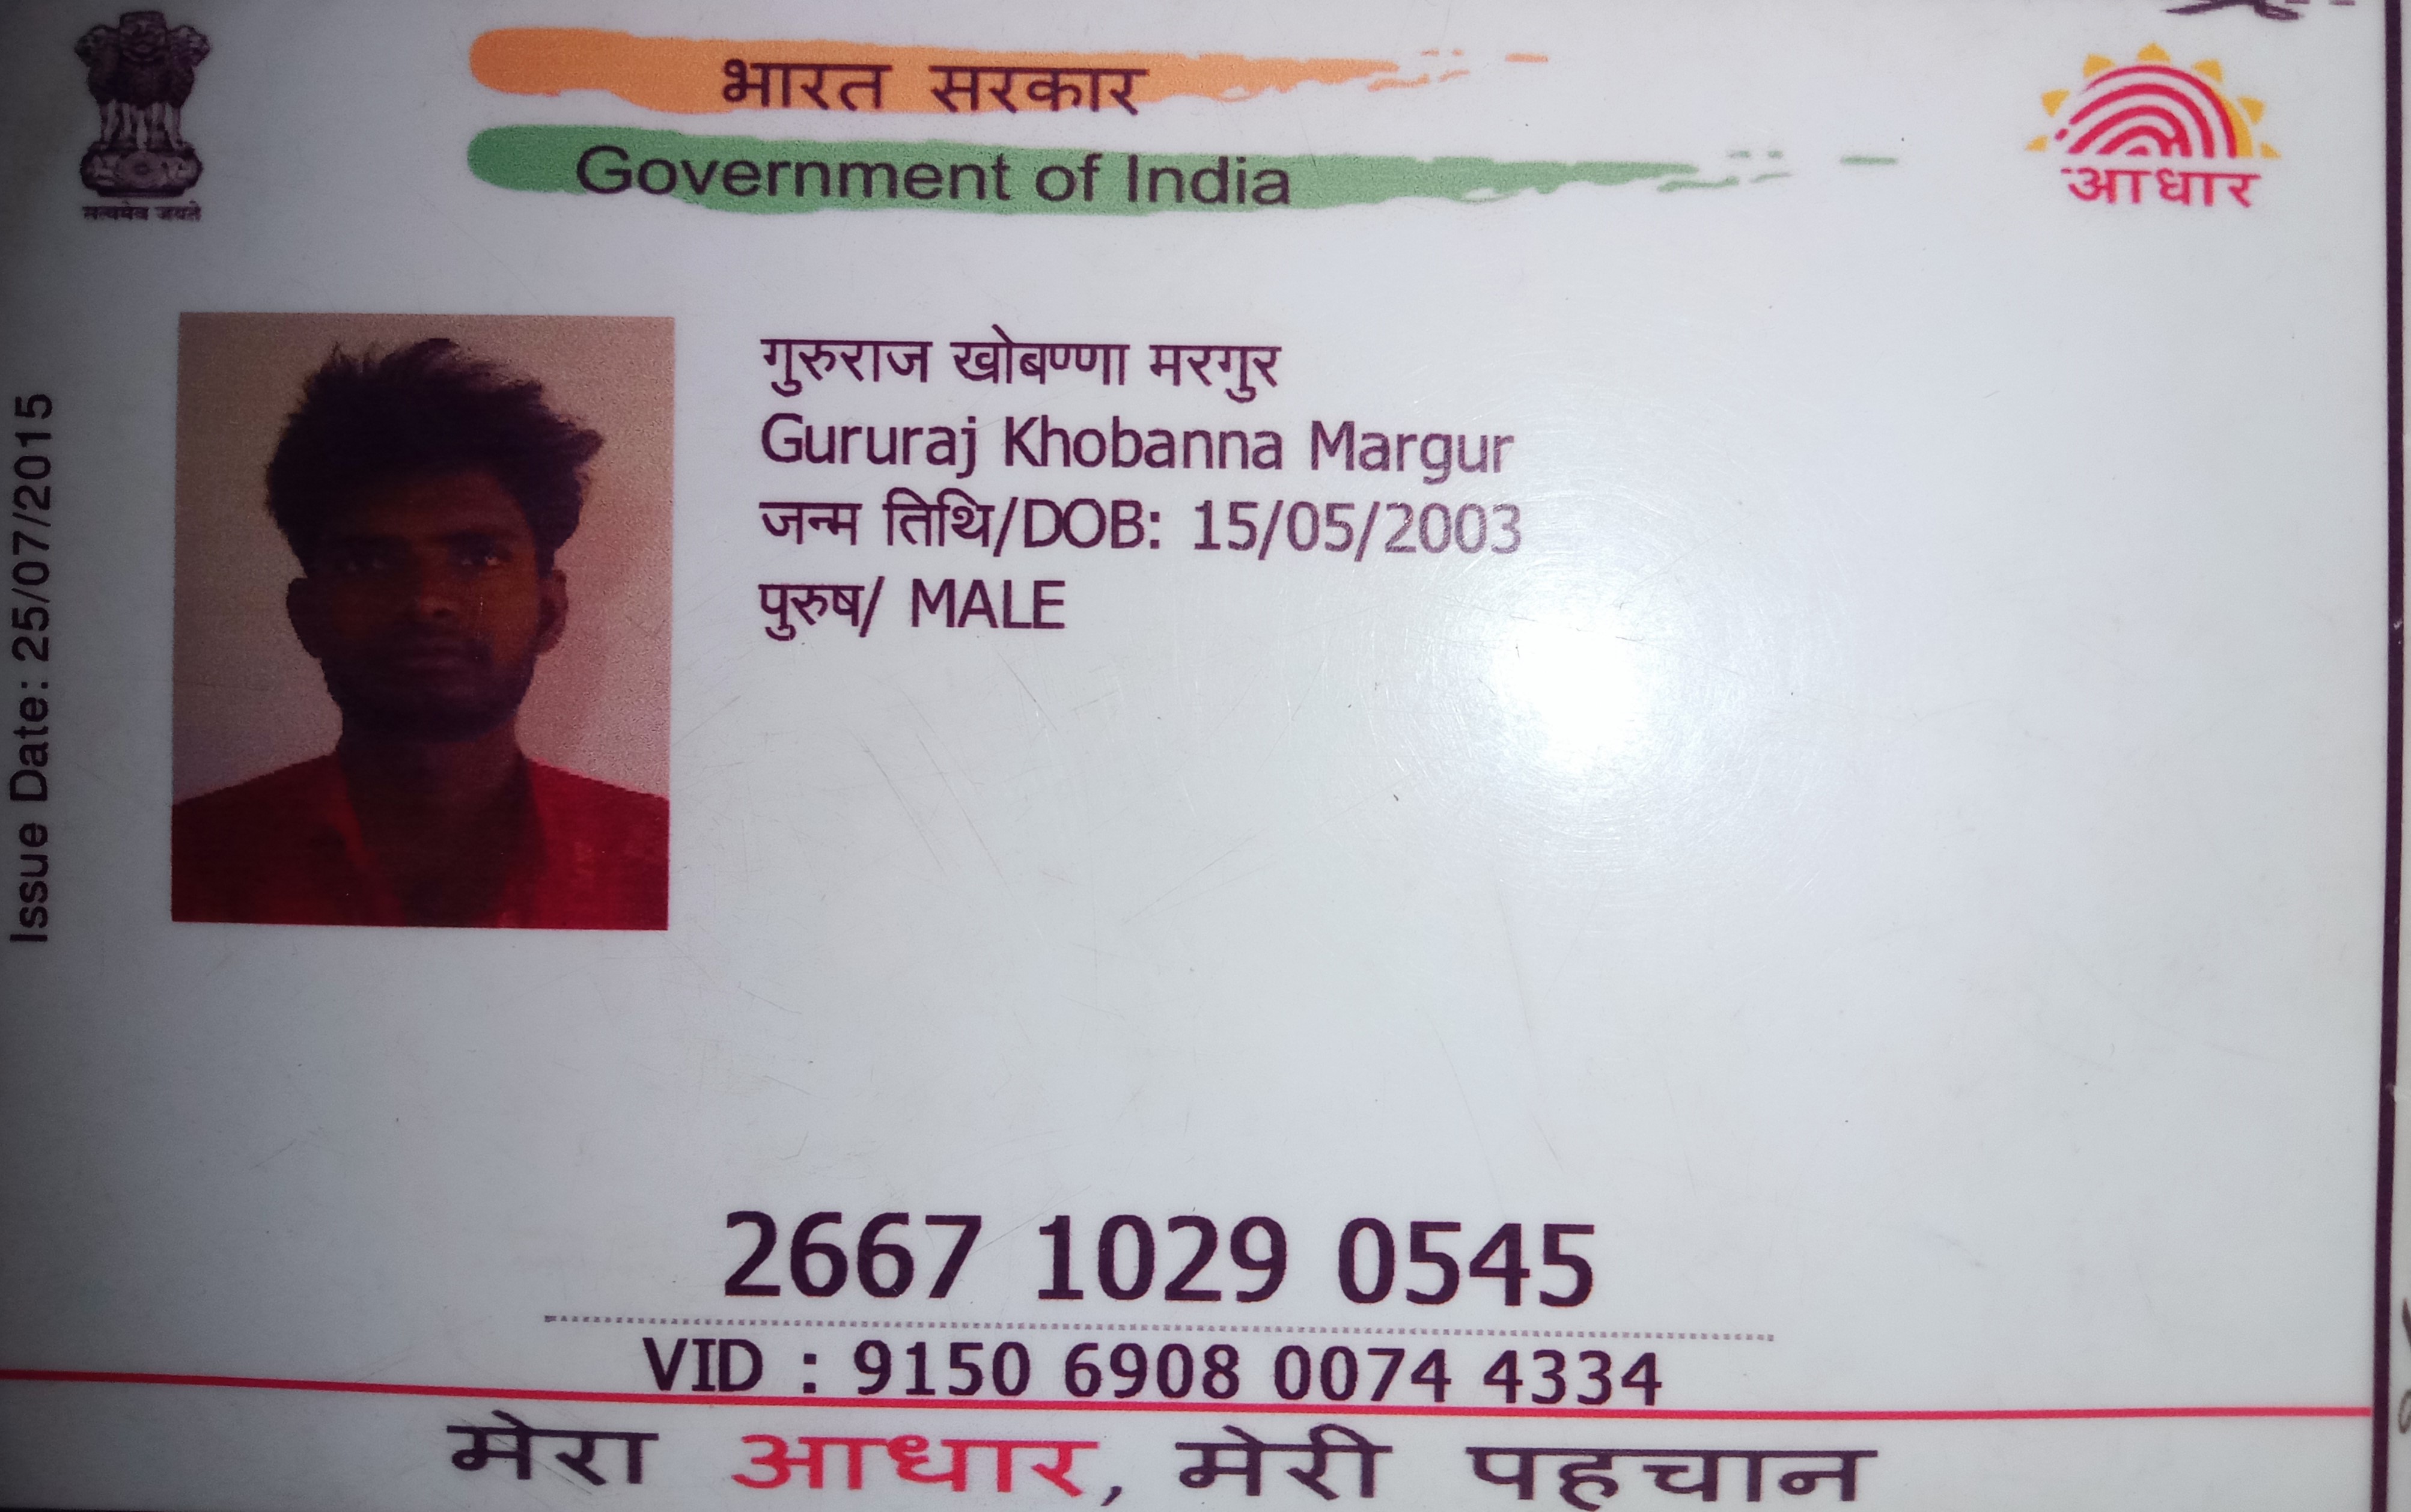 भारत सरकार
Government of India
सत्यमेव जयते
आधार
Issue Date: 25/07/2015
गुरुराज खोबण्णा मरगुर
Gururaj Khobanna Margur
जन्म तिथि/DOB: 15/05/2003
पुरुष/ MALE
2667 1029 0545
VID : 9150 6908 0074 4334
मेरा आधार, मेरी पहचान